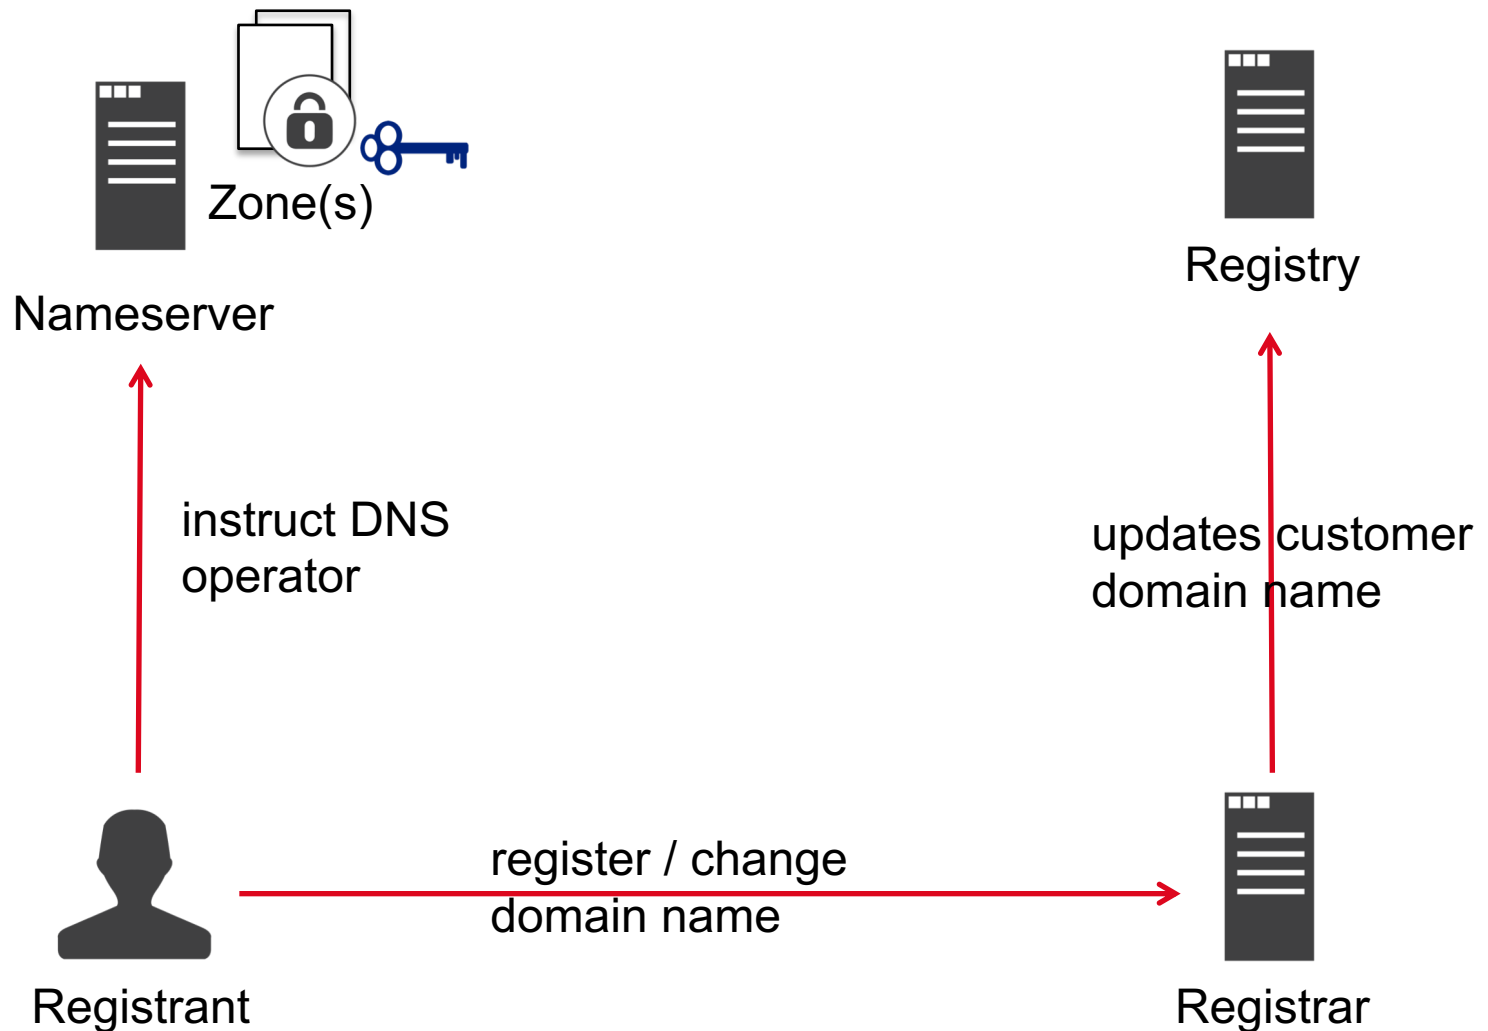 Zone(s)
Nameserver
Registry
instruct DNS
operator
updates customer
domain name
register / change
domain name
Registrant
Registrar